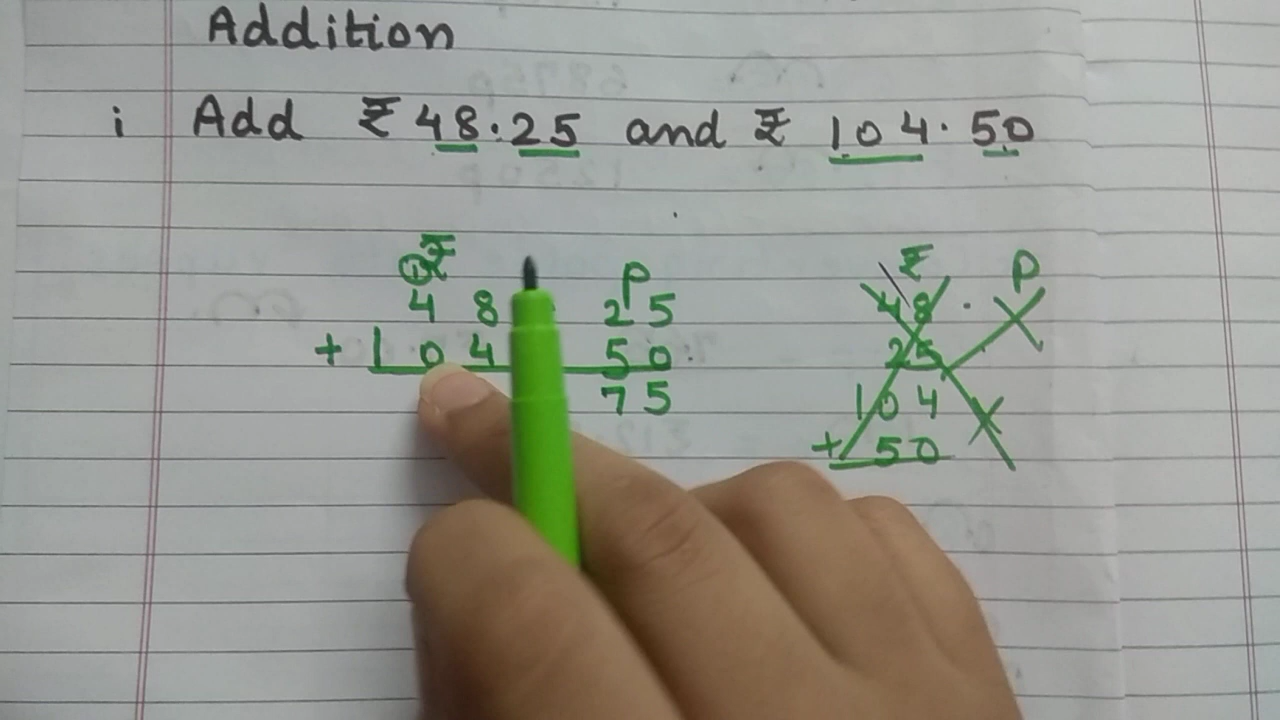 Addition
i Add ₹ 48.25 and ₹ 104.50
① ₹ P
4 8 25
+ 1 0 4 50
75
₹ P
48 .
25
104
+ 50